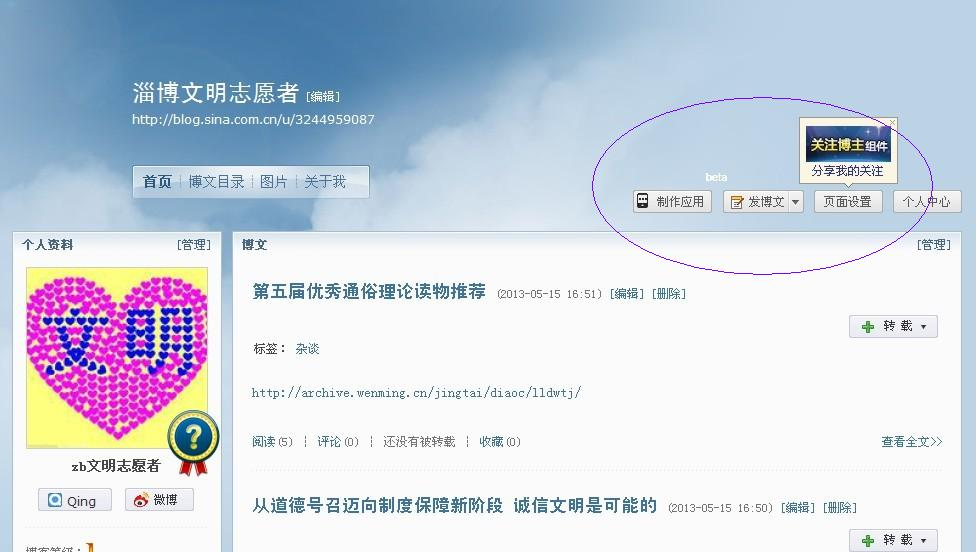 淄博文明志愿者 [编辑]
http://blog.sina.com.cn/u/3244959087
关注博主组件
分享我的关注
首页 博文目录 图片 关于我
beta
制作应用 发博文 页面设置 个人中心
个人资料 [管理]
文明
?
zb文明志愿者
Qing 微博
博客等级：
博文 [管理]
第五届优秀通俗理论读物推荐 (2013-05-15 16:51) [编辑] [删除]
转载
标签： 杂谈
http://archive.wenming.cn/jingtai/diaoc/lldwtj/
阅读(5) ┆ 评论(0) ┆ 还没有被转载 ┆ 收藏(0) 查看全文>>
从道德号召迈向制度保障新阶段 诚信文明是可能的 (2013-05-15 16:50) [编辑] [删除]
转载